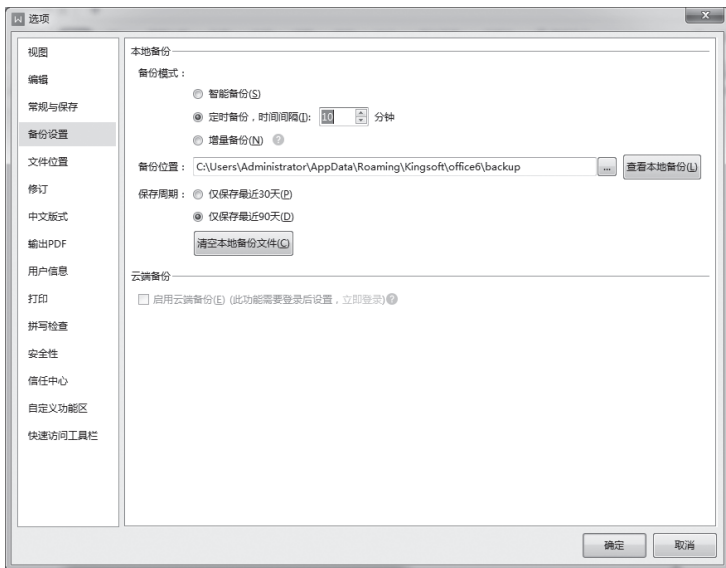 选项
视图
编辑
常规与保存
备份设置
文件位置
修订
中文版式
输出PDF
用户信息
打印
拼写检查
安全性
信任中心
自定义功能区
快速访问工具栏
本地备份
备份模式：
智能备份(S)
定时备份，时间间隔(I): 10 分钟
增量备份(N)
备份位置： C:\Users\Administrator\AppData\Roaming\Kingsoft\office6\backup ... 查看本地备份(L)
保存周期： 仅保存最近30天(P)
仅保存最近90天(D)
清空本地备份文件(C)
云端备份
启用云端备份(E) (此功能需要登录后设置，立即登录)
确定 取消